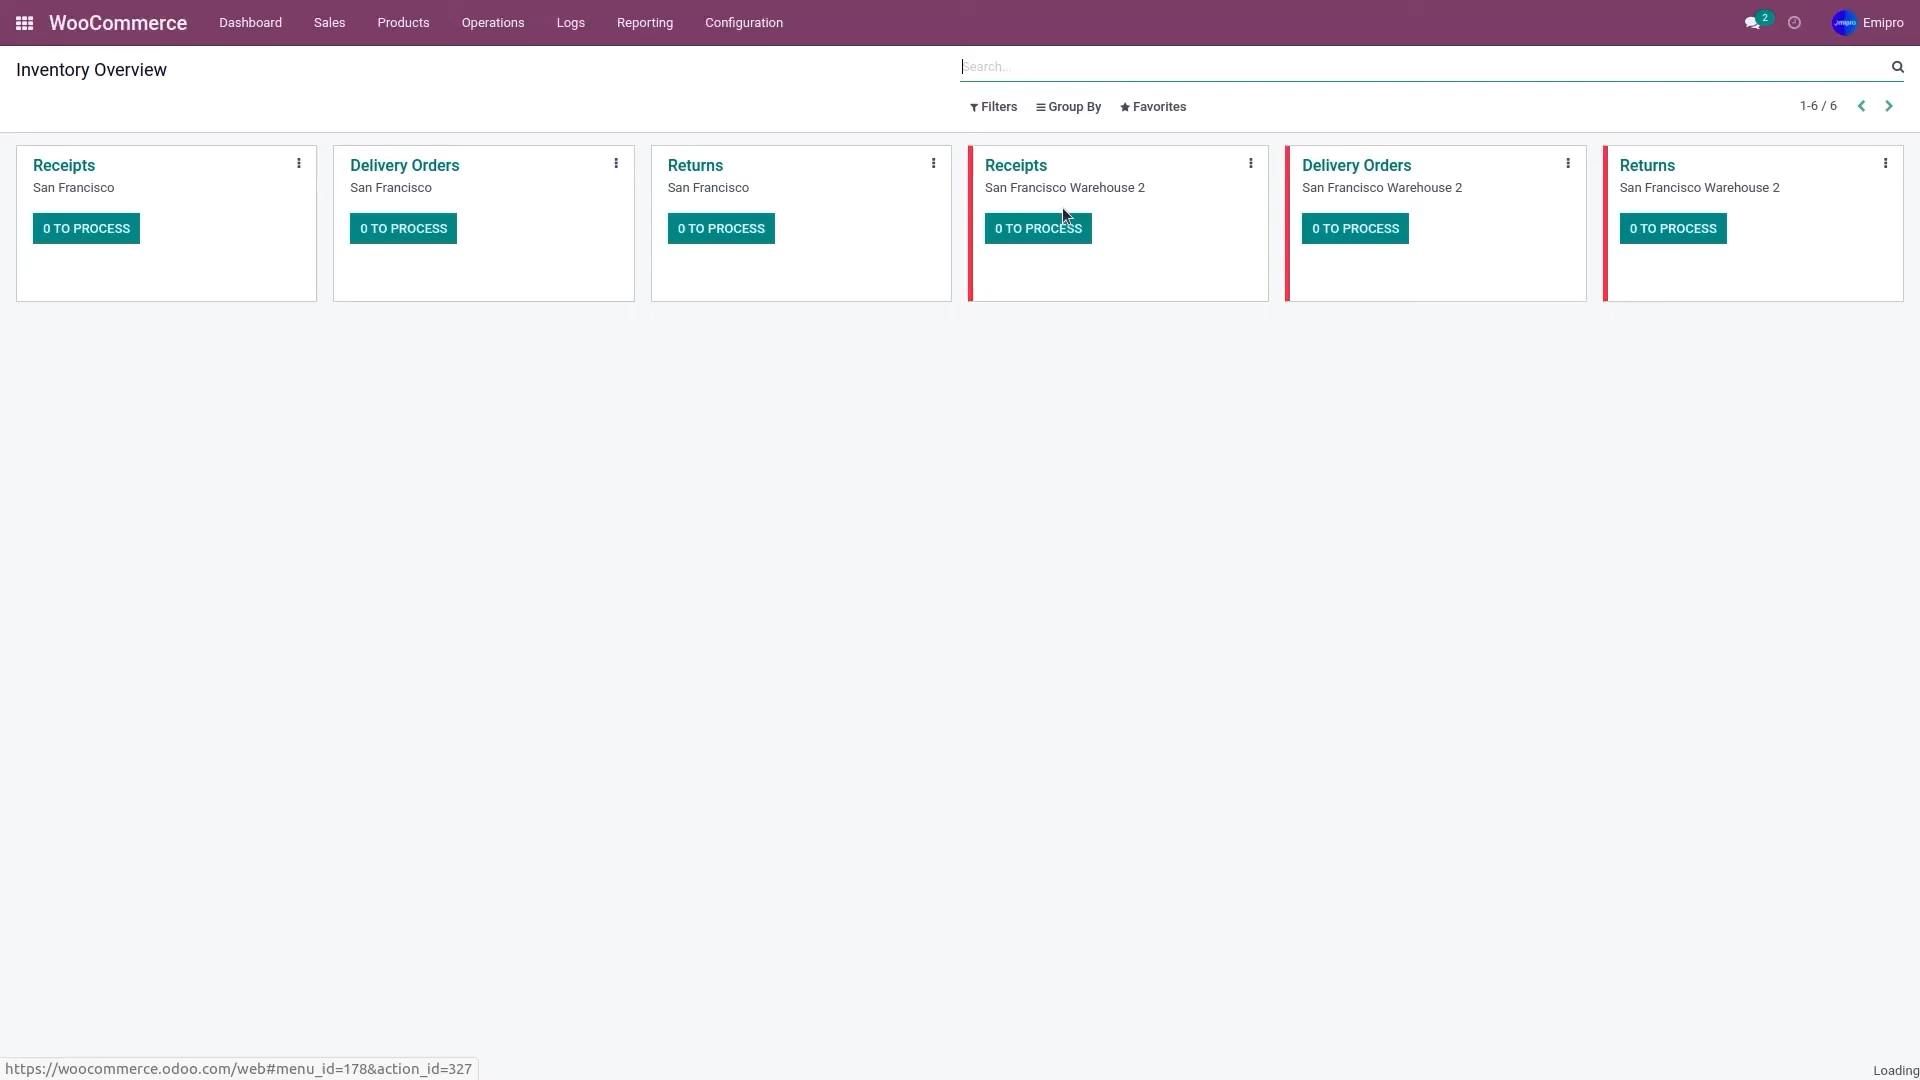 WooCommerce Dashboard Sales Products Operations Logs Reporting Configuration 2 Emipro
Inventory Overview
Search...
Filters Group By Favorites 1-6 / 6
Receipts
San Francisco
0 TO PROCESS
Delivery Orders
San Francisco
0 TO PROCESS
Returns
San Francisco
0 TO PROCESS
Receipts
San Francisco Warehouse 2
0 TO PROCESS
Delivery Orders
San Francisco Warehouse 2
0 TO PROCESS
Returns
San Francisco Warehouse 2
0 TO PROCESS
https://woocommerce.odoo.com/web#menu_id=178&action_id=327
Loading